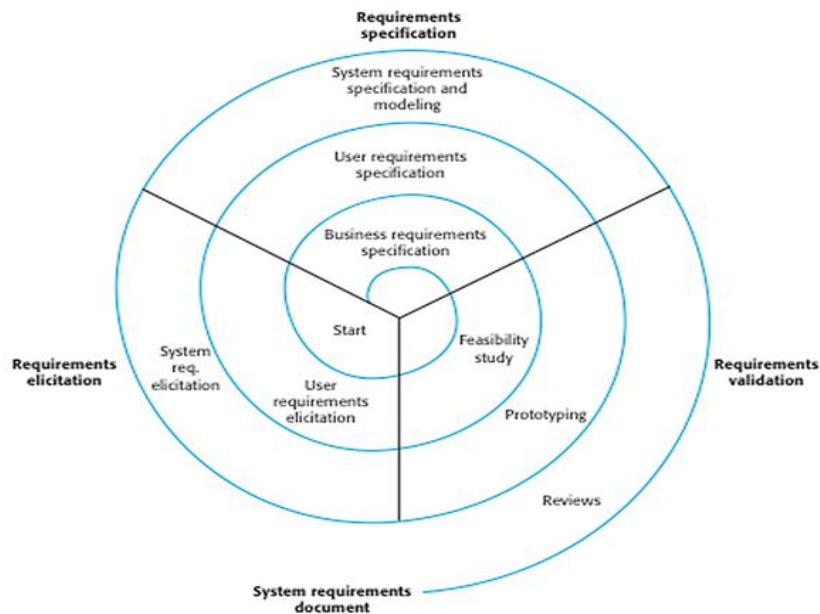 Requirements
specification
System requirements
specification and
modeling
User requirements
specification
Business requirements
specification
Start
Feasibility
study
System
req.
elicitation
Requirements
elicitation
Requirements
validation
User
requirements
elicitation
Prototyping
Reviews
System requirements
document